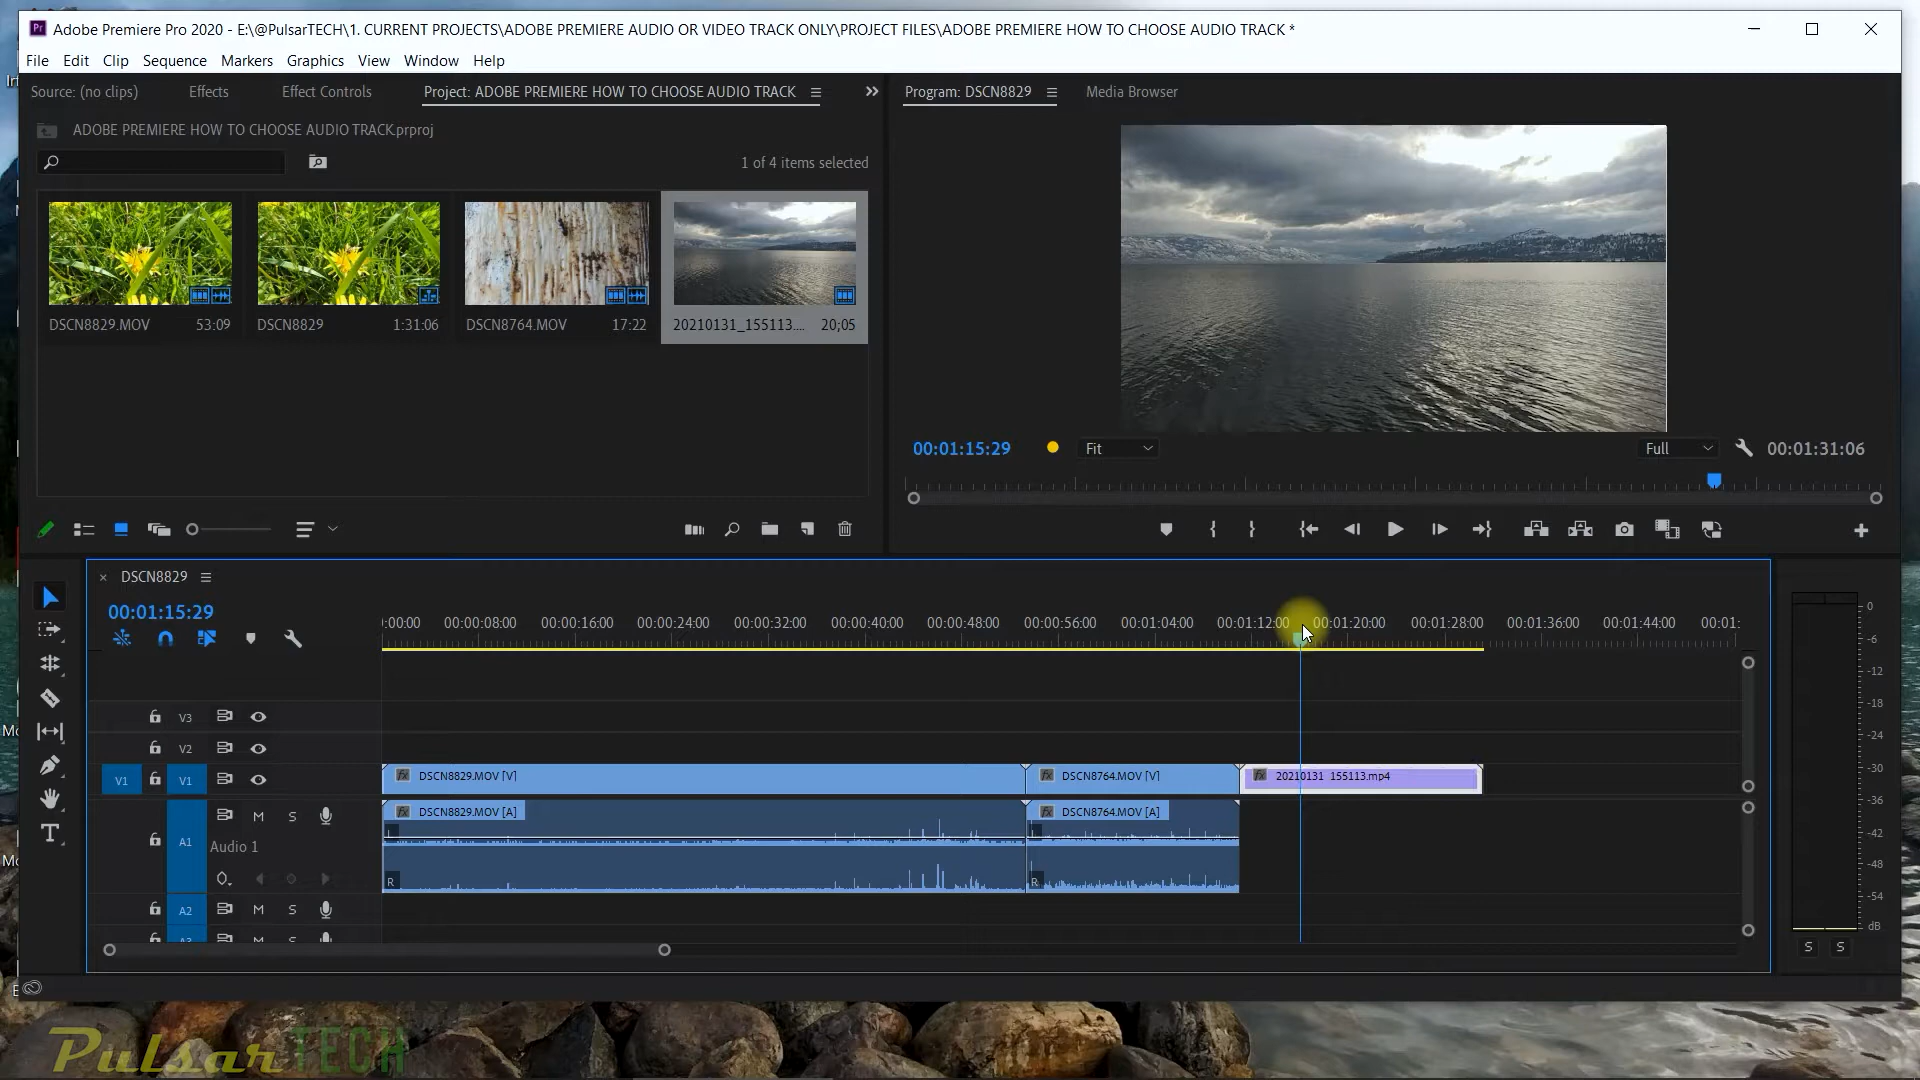 Adobe Premiere Pro 2020 - E:\@PulsarTECH\1. CURRENT PROJECTS\ADOBE PREMIERE AUDIO OR VIDEO TRACK ONLY\PROJECT FILES\ADOBE PREMIERE HOW TO CHOOSE AUDIO TRACK *
File Edit Clip Sequence Markers Graphics View Window Help
Source: (no clips) Effects Effect Controls Project: ADOBE PREMIERE HOW TO CHOOSE AUDIO TRACK
Program: DSCN8829 Media Browser
ADOBE PREMIERE HOW TO CHOOSE AUDIO TRACK.prproj
1 of 4 items selected
DSCN8829.MOV 53:09 DSCN8829 1:31:06 DSCN8764.MOV 17:22 20210131_155113.... 20;05
00:01:15:29 Fit Full 00:01:31:06
DSCN8829
00:01:15:29
:00:00 00:00:08:00 00:00:16:00 00:00:24:00 00:00:32:00 00:00:40:00 00:00:48:00 00:00:56:00 00:01:04:00 00:01:12:00 00:01:20:00 00:01:28:00 00:01:36:00 00:01:44:00 00:01:
V3
V2
V1 V1 DSCN8829.MOV [V] DSCN8764.MOV [V] 20210131_155113.mp4
M S DSCN8829.MOV [A] DSCN8764.MOV [A]
A1 Audio 1
R R
A2 M S
A3 M S
0
-6
-12
-18
-24
-30
-36
-42
-48
-54
dB
S S
PulsarTECH